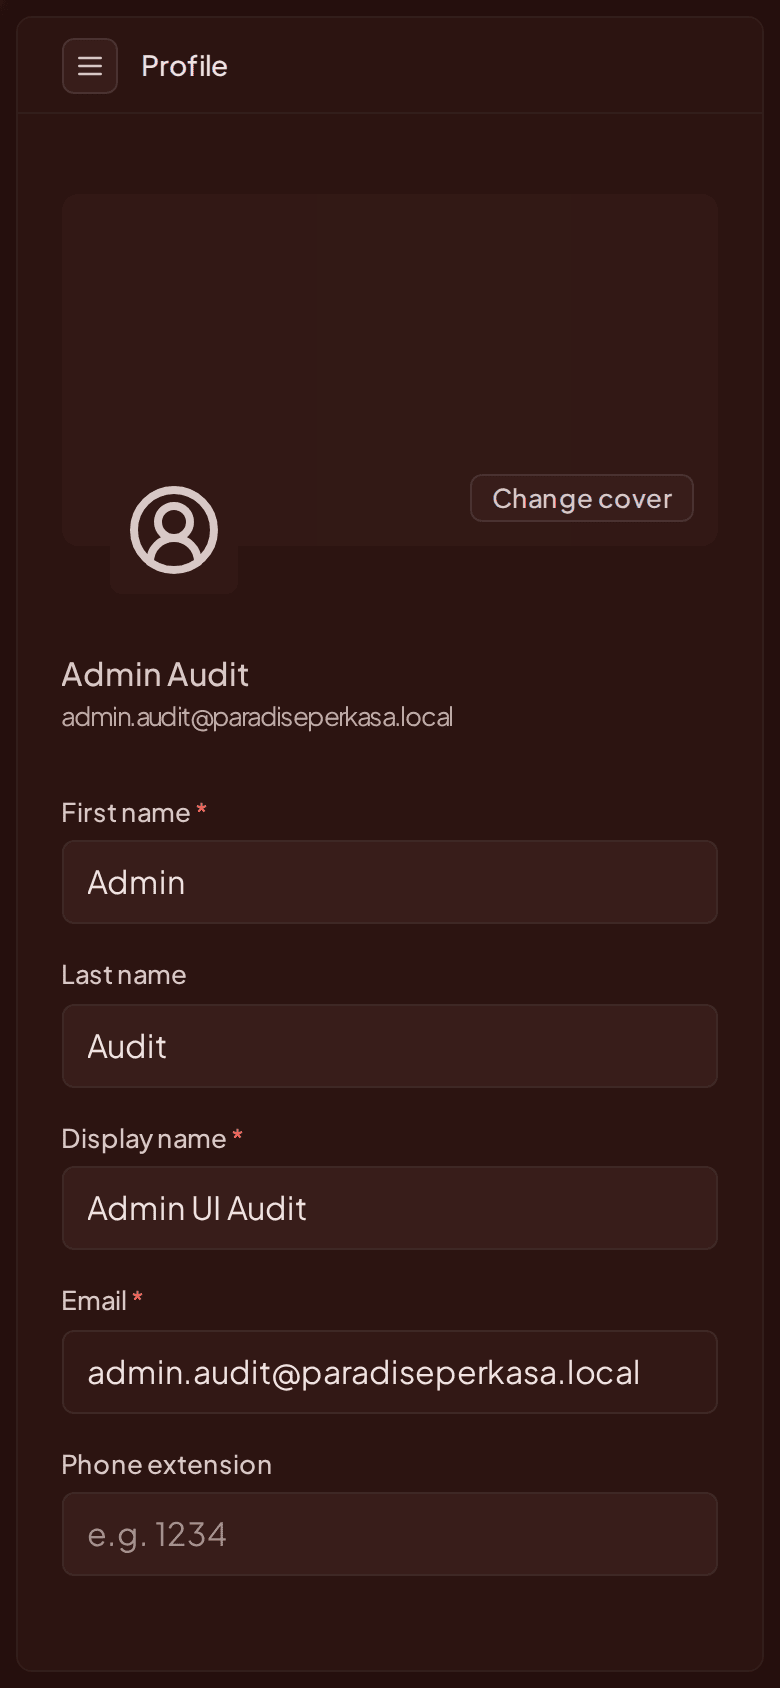 Profile
Change cover
Admin Audit
admin.audit@paradiseperkasa.local
First name *
Admin
Last name
Audit
Display name *
Admin UI Audit
Email *
admin.audit@paradiseperkasa.local
Phone extension
e.g. 1234